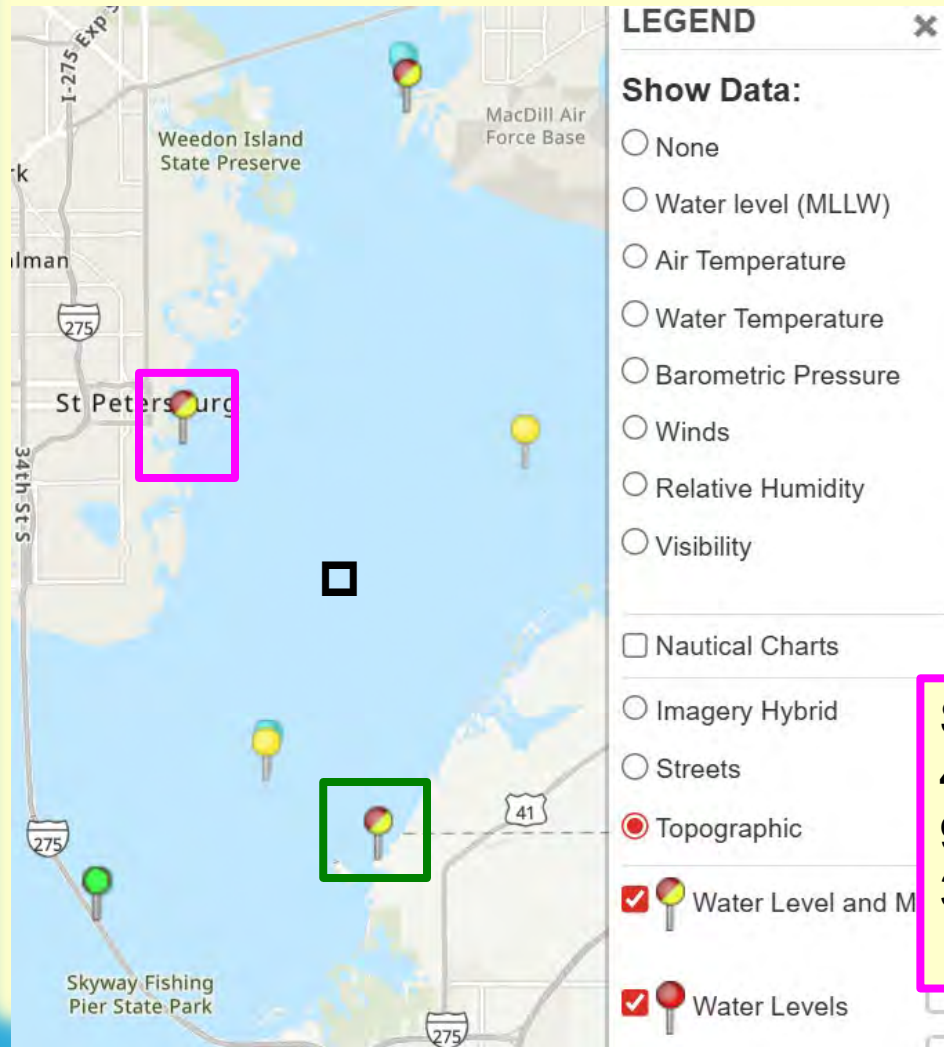 I-275 Exp S
Weedon Island
State Preserve
MacDill Air
Force Base
rk
lman
275
St Petersburg
34th St S
41
275
Skyway Fishing
Pier State Park
275
LEGEND
Show Data:
None
Water level (MLLW)
Air Temperature
Water Temperature
Barometric Pressure
Winds
Relative Humidity
Visibility
Nautical Charts
Imagery Hybrid
Streets
Topographic
Water Level and M
Water Levels